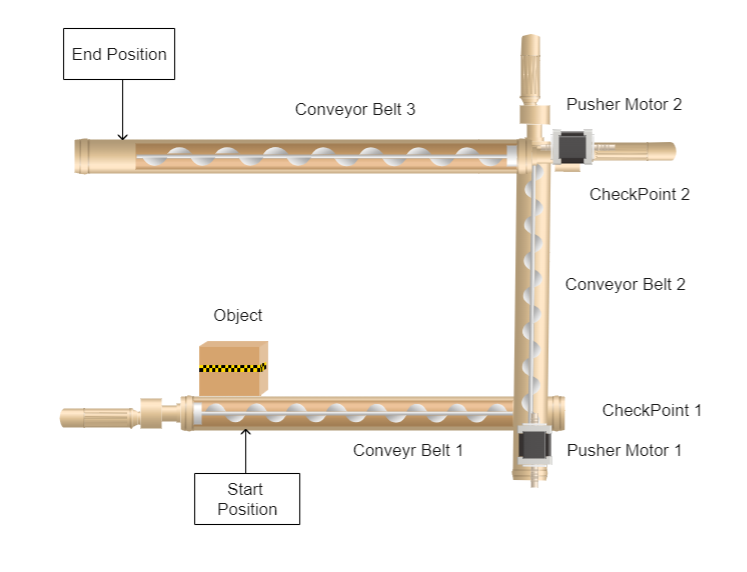 End Position
Conveyor Belt 3
Pusher Motor 2
CheckPoint 2
Conveyor Belt 2
Object
CheckPoint 1
Conveyr Belt 1
Pusher Motor 1
Start
Position